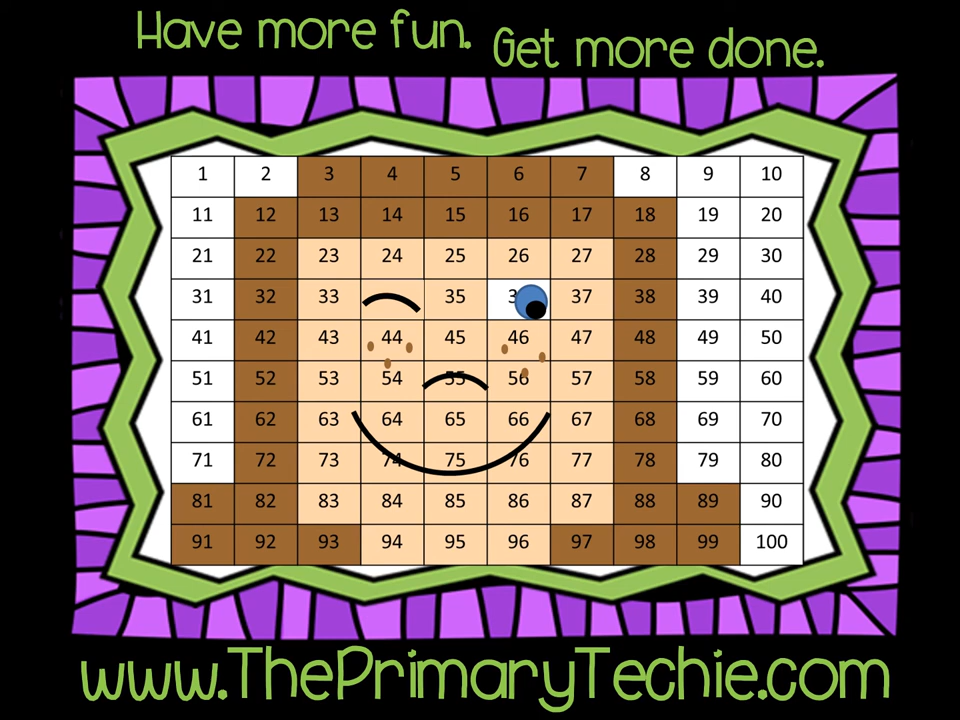 Have more fun. Get more done.
1 2 3 4 5 6 7 8 9 10
11 12 13 14 15 16 17 18 19 20
21 22 23 24 25 26 27 28 29 30
31 32 33 35 37 38 39 40
41 42 43 44 45 46 47 48 49 50
51 52 53 54 55 56 57 58 59 60
61 62 63 64 65 66 67 68 69 70
71 72 73 74 75 76 77 78 79 80
81 82 83 84 85 86 87 88 89 90
91 92 93 94 95 96 97 98 99 100
www.ThePrimaryTechie.com